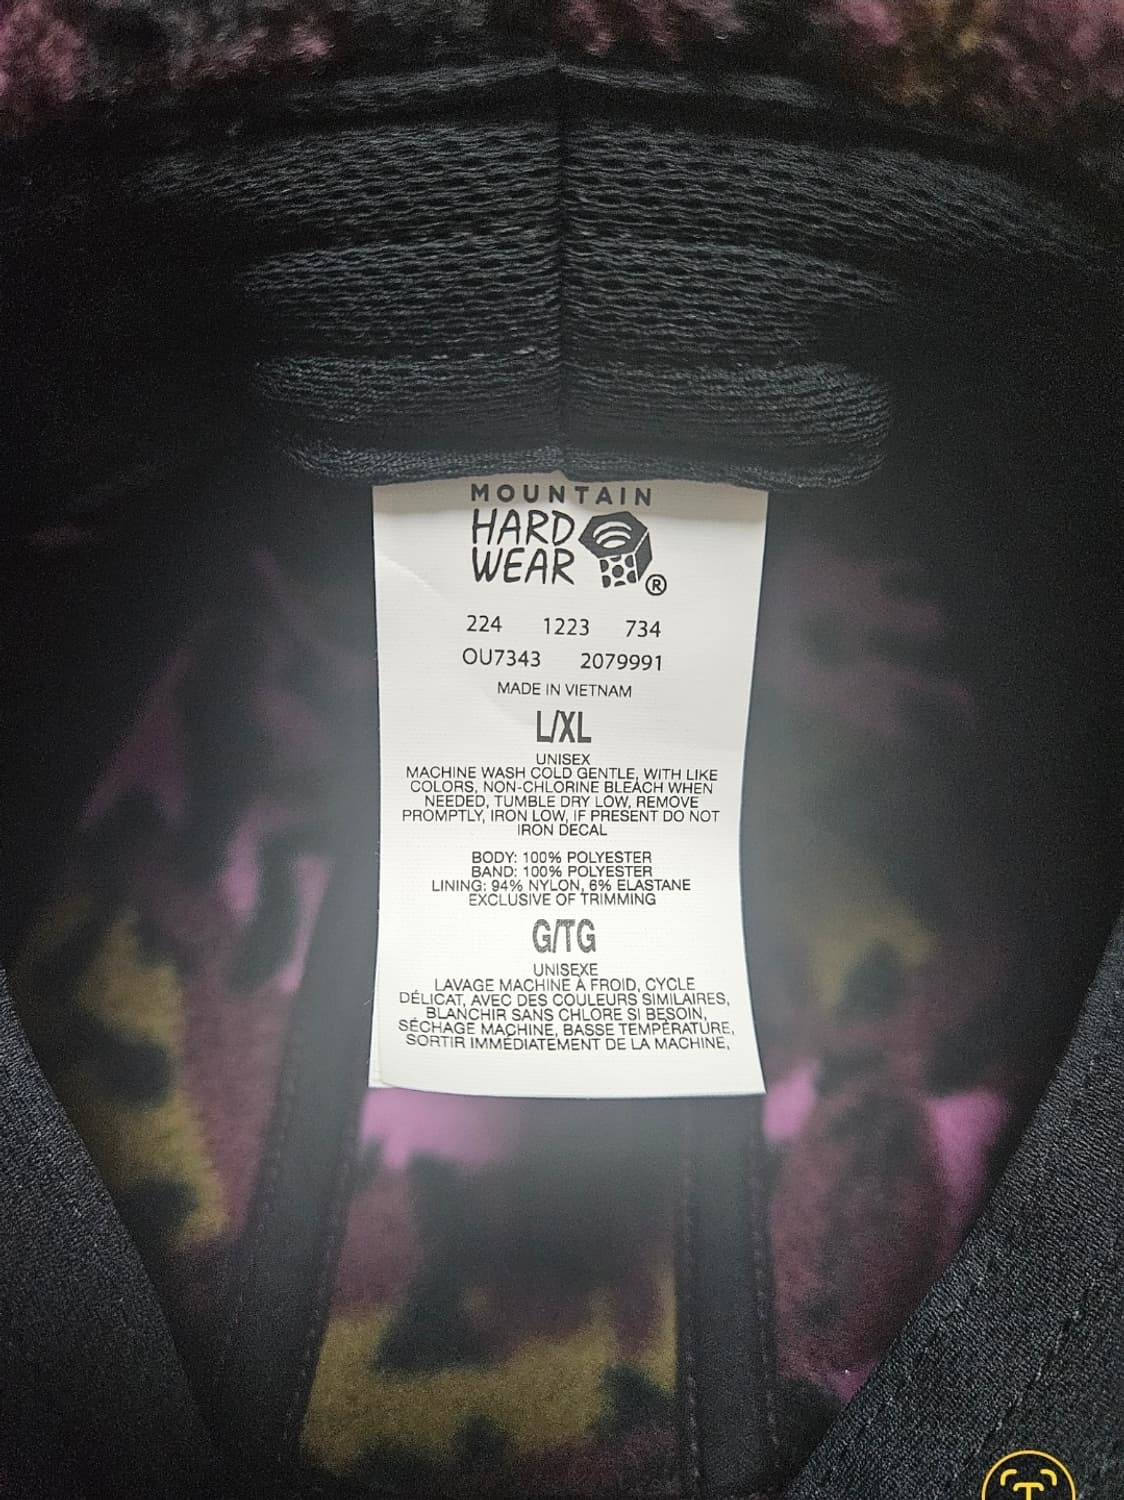 MOUNTAIN
HARD
WEAR
®
224 1223 734
OU7343 2079991
MADE IN VIETNAM
L/XL
UNISEX
MACHINE WASH COLD GENTLE, WITH LIKE
COLORS, NON-CHLORINE BLEACH WHEN
NEEDED, TUMBLE DRY LOW, REMOVE
PROMPTLY, IRON LOW, IF PRESENT DO NOT
IRON DECAL
BODY: 100% POLYESTER
BAND: 100% POLYESTER
LINING: 94% NYLON, 6% ELASTANE
EXCLUSIVE OF TRIMMING
G/TG
UNISEXE
LAVAGE MACHINE À FROID, CYCLE
DÉLICAT, AVEC DES COULEURS SIMILAIRES,
BLANCHIR SANS CHLORE SI BESOIN,
SÉCHAGE MACHINE, BASSE TEMPÉRATURE,
SORTIR IMMÉDIATEMENT DE LA MACHINE,
T